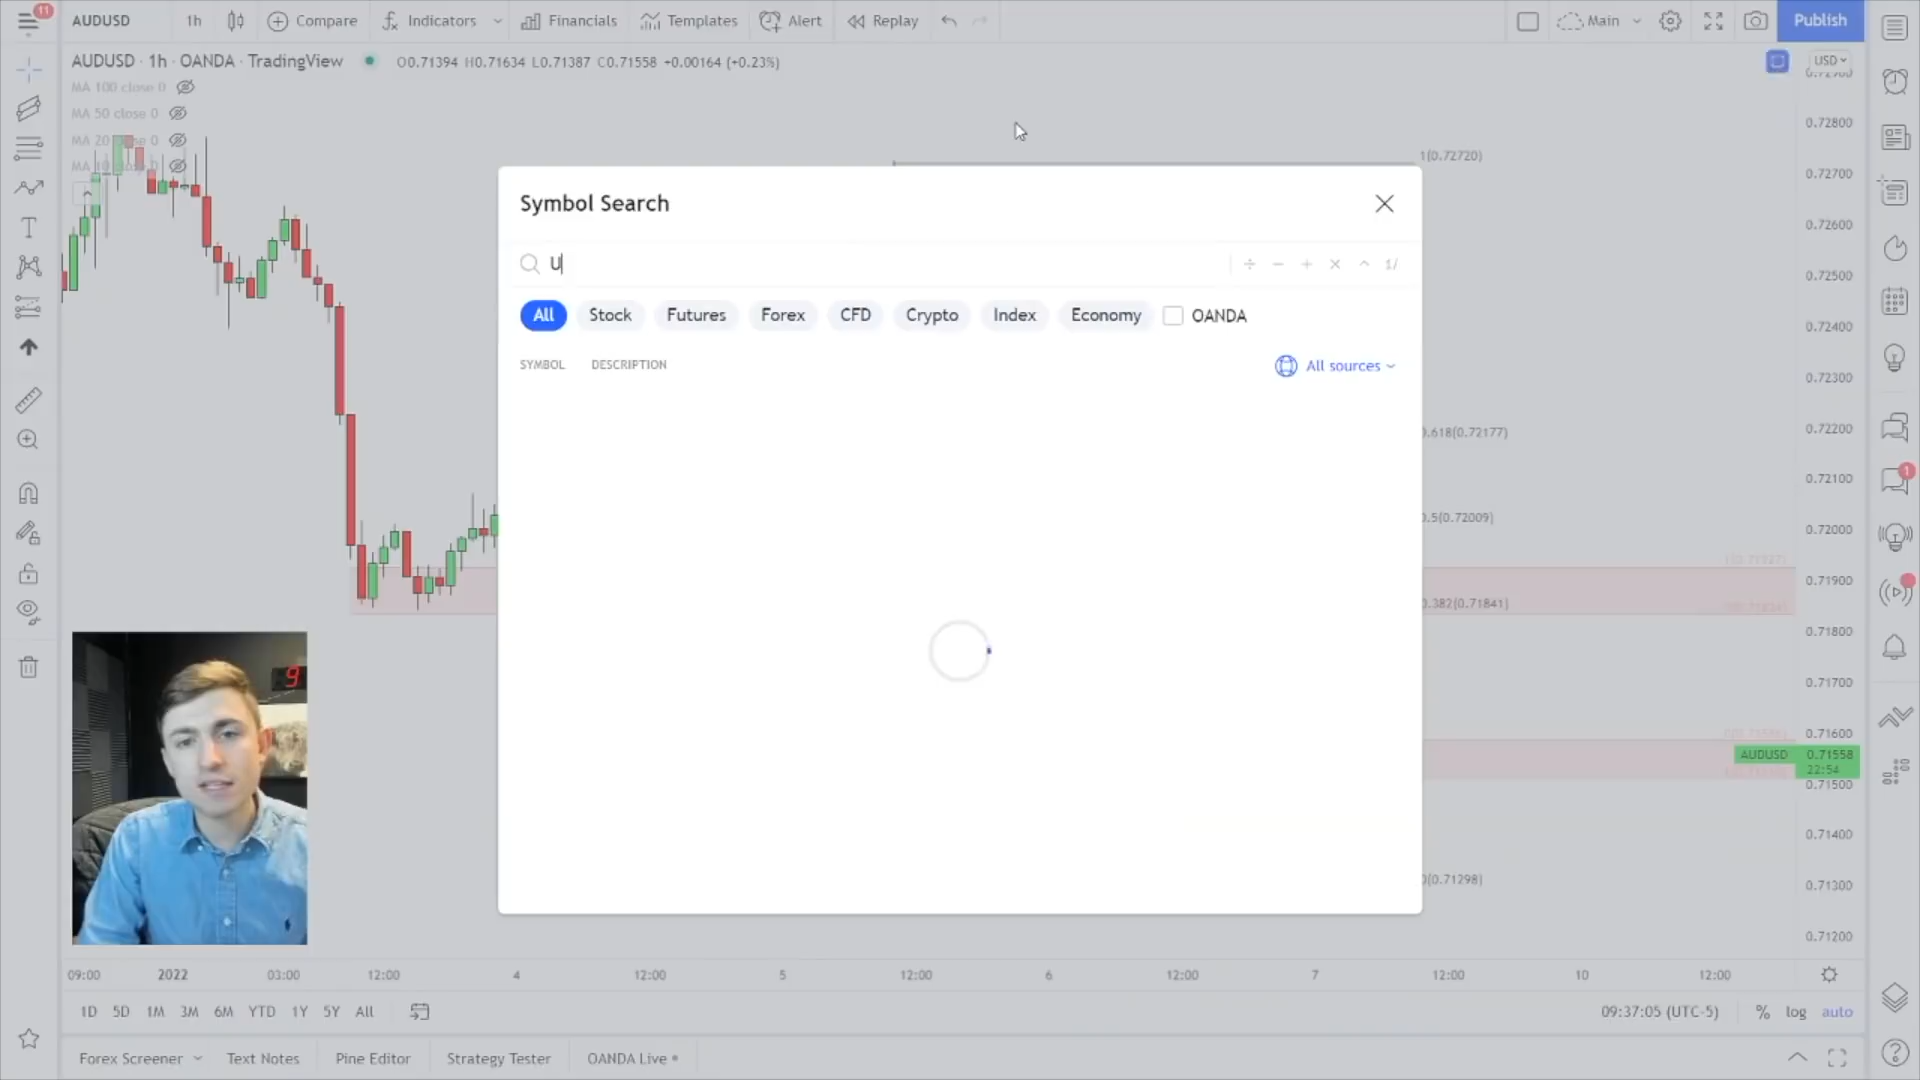 11
AUDUSD 1h Compare Indicators Financials Templates Alert Replay Main Publish
AUDUSD · 1h · OANDA · TradingView O0.71394 H0.71634 L0.71387 C0.71558 +0.00164 (+0.23%)
USD
MA 100 close 0
MA 50 close 0
MA 20 close 0
0.72800
1(0.72720)
0.72700
0.72600
0.72500
0.72400
0.72300
0.72200
0.618(0.72177)
0.72100
0.5(0.72009)
0.72000
0.71900
0.382(0.71841)
0.71800
0.71700
0.71600
AUDUSD 0.71558
22:54
0.71500
0.71400
0.71300
0(0.71298)
0.71200
Symbol Search
U
÷ − + × ^ 1/
All Stock Futures Forex CFD Crypto Index Economy OANDA
SYMBOL DESCRIPTION All sources
1
9
09:00 2022 03:00 12:00 4 12:00 5 12:00 6 12:00 7 12:00 10 12:00
1D 5D 1M 3M 6M YTD 1Y 5Y All 09:37:05 (UTC-5) % log auto
Forex Screener Text Notes Pine Editor Strategy Tester OANDA Live